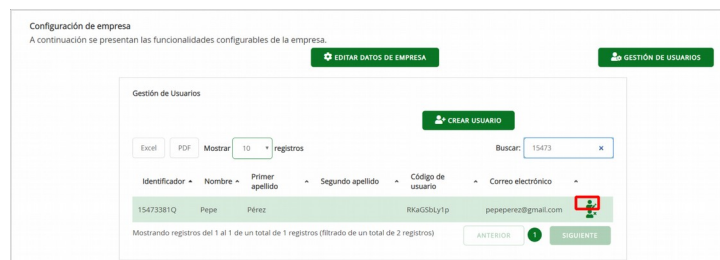 Configuración de empresa
A continuación se presentan las funcionalidades configurables de la empresa.
EDITAR DATOS DE EMPRESA
GESTIÓN DE USUARIOS
Gestión de Usuarios
CREAR USUARIO
Excel PDF Mostrar 10 registros Buscar: 15473 x
Identificador Nombre Primer apellido Segundo apellido Código de usuario Correo electrónico
15473381Q Pepe Pérez RKaGSbLy1p pepeperez@gmail.com
Mostrando registros del 1 al 1 de un total de 1 registros (filtrado de un total de 2 registros)
ANTERIOR 1 SIGUIENTE